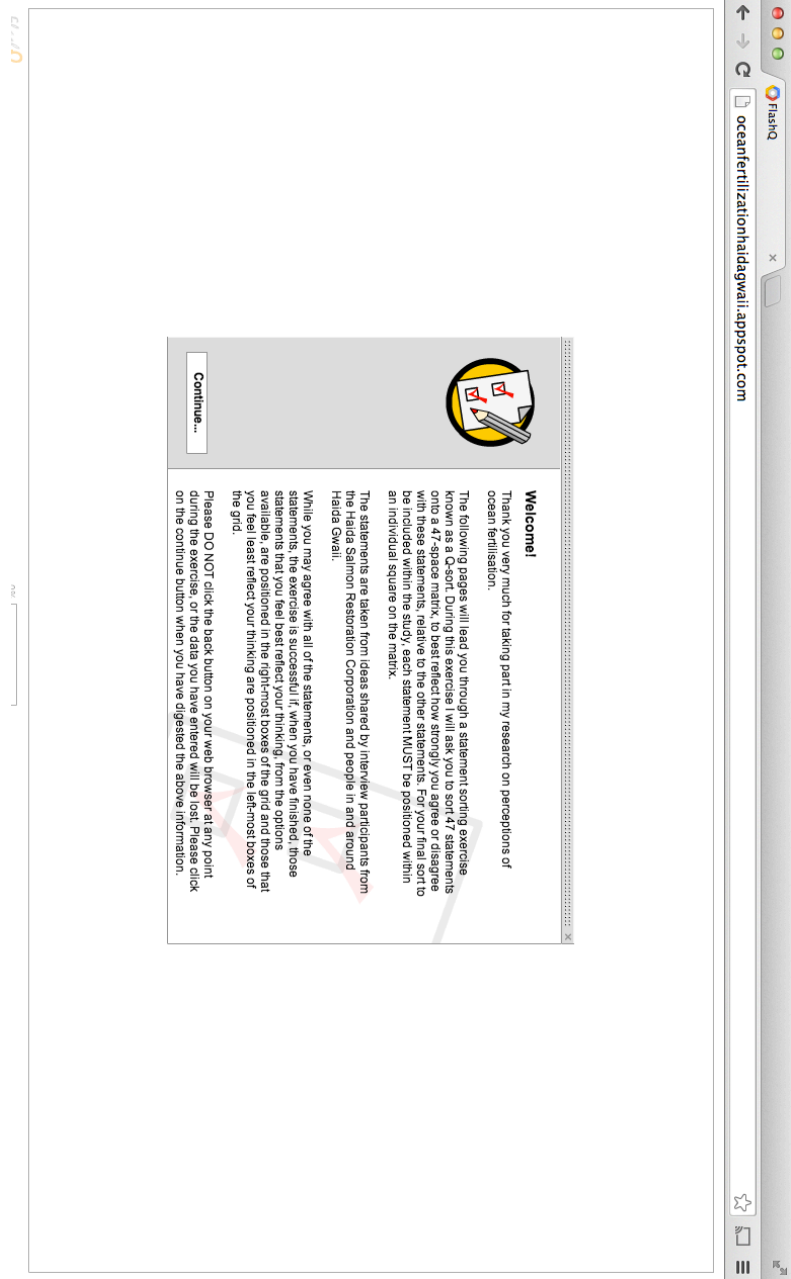 FlashQ
oceanfertilizationhaidagwaii.appspot.com
Welcome!
Thank you very much for taking part in my research on perceptions of
ocean fertilisation.
The following pages will lead you through a statement sorting exercise
known as a Q-sort. During this exercise I will ask you to sort 47 statements
onto a 47-space matrix, to best reflect how strongly you agree or disagree
with these statements, relative to the other statements. For your final sort to
be included within the study, each statement MUST be positioned within
an individual square on the matrix.
The statements are taken from ideas shared by interview participants from
the Haida Salmon Restoration Corporation and people in and around
Haida Gwaii.
While you may agree with all of the statements, or even none of the
statements, the exercise is successful if, when you have finished, those
statements that you feel best reflect your thinking, from the options
available, are positioned in the right-most boxes of the grid and those that
you feel least reflect your thinking are positioned in the left-most boxes of
the grid.
Please DO NOT click the back button on your web browser at any point
during the exercise, or the data you have entered will be lost. Please click
on the continue button when you have digested the above information.
Continue...